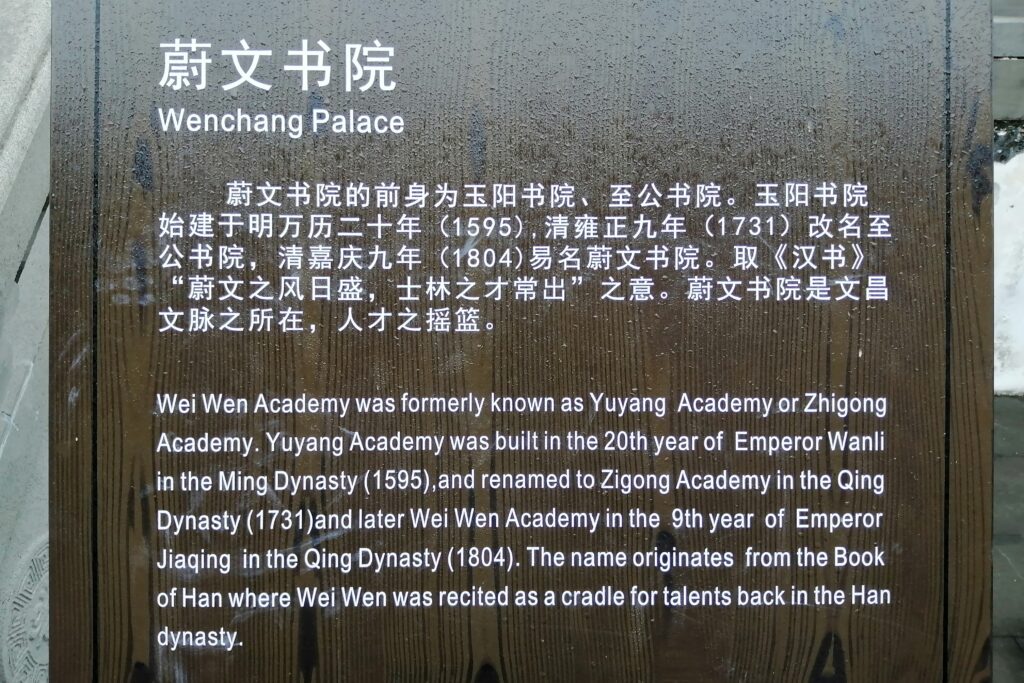 蔚文书院
Wenchang Palace
蔚文书院的前身为玉阳书院、至公书院。玉阳书院
始建于明万历二十年（1595）,清雍正九年（1731）改名至
公书院，清嘉庆九年（1804)易名蔚文书院。取《汉书》
“蔚文之风日盛，士林之才常出”之意。蔚文书院是文昌
文脉之所在，人才之摇篮。
Wei Wen Academy was formerly known as Yuyang Academy or Zhigong
Academy. Yuyang Academy was built in the 20th year of Emperor Wanli
in the Ming Dynasty (1595),and renamed to Zigong Academy in the Qing
Dynasty (1731)and later Wei Wen Academy in the 9th year of Emperor
Jiaqing in the Qing Dynasty (1804). The name originates from the Book
of Han where Wei Wen was recited as a cradle for talents back in the Han
dynasty.